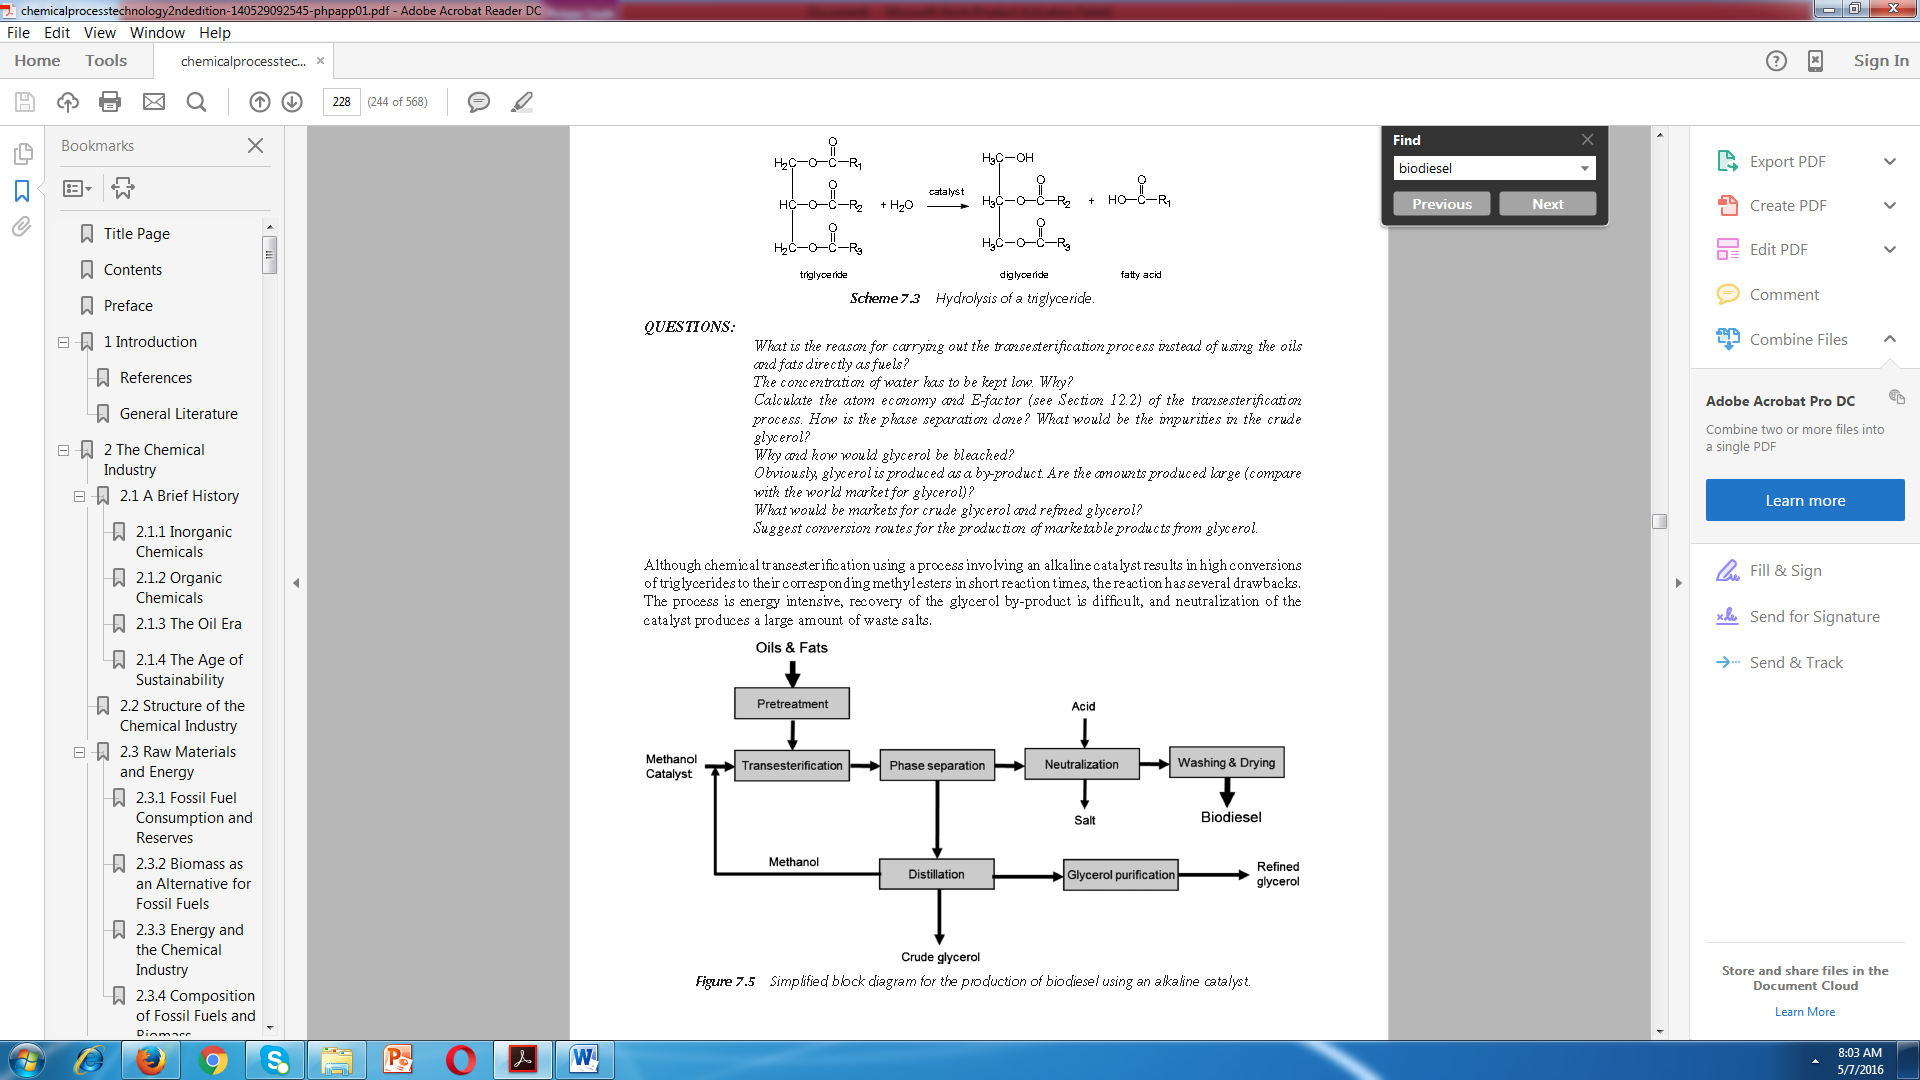 chemicalprocesstechnology2ndedition-140529092545-phpapp01.pdf - Adobe Acrobat Reader DC
File Edit View Window Help
Home Tools chemicalprocesstec... × Sign In
228 (244 of 568)
Bookmarks
Title Page
Contents
Preface
1 Introduction
References
General Literature
2 The Chemical
Industry
2.1 A Brief History
2.1.1 Inorganic
Chemicals
2.1.2 Organic
Chemicals
2.1.3 The Oil Era
2.1.4 The Age of
Sustainability
2.2 Structure of the
Chemical Industry
2.3 Raw Materials
and Energy
2.3.1 Fossil Fuel
Consumption and
Reserves
2.3.2 Biomass as
an Alternative for
Fossil Fuels
2.3.3 Energy and
the Chemical
Industry
2.3.4 Composition
of Fossil Fuels and
Biomass
O O
H₂C—O—C—R₁ H₃C—OH
O O O
HC—O—C—R₂ + H₂O catalyst H₃C—O—C—R₂ + HO—C—R₁
O O
H₂C—O—C—R₃ H₃C—O—C—R₃
triglyceride diglyceride fatty acid
Scheme 7.3 Hydrolysis of a triglyceride.
QUESTIONS:
What is the reason for carrying out the transesterification process instead of using the oils
and fats directly as fuels?
The concentration of water has to be kept low. Why?
Calculate the atom economy and E-factor (see Section 12.2) of the transesterification
process. How is the phase separation done? What would be the impurities in the crude
glycerol?
Why and how would glycerol be bleached?
Obviously, glycerol is produced as a by-product. Are the amounts produced large (compare
with the world market for glycerol)?
What would be markets for crude glycerol and refined glycerol?
Suggest conversion routes for the production of marketable products from glycerol.
Although chemical transesterification using a process involving an alkaline catalyst results in high conversions
of triglycerides to their corresponding methyl esters in short reaction times, the reaction has several drawbacks.
The process is energy intensive, recovery of the glycerol by-product is difficult, and neutralization of the
catalyst produces a large amount of waste salts.
Oils & Fats
Pretreatment
Acid
Methanol
Catalyst
Transesterification
Phase separation
Neutralization
Washing & Drying
Salt
Biodiesel
Methanol
Distillation
Glycerol purification
Refined
glycerol
Crude glycerol
Figure 7.5 Simplified block diagram for the production of biodiesel using an alkaline catalyst.
Find
biodiesel
Previous Next
Export PDF
Create PDF
Edit PDF
Comment
Combine Files
Adobe Acrobat Pro DC
Combine two or more files into
a single PDF
Learn more
Fill & Sign
Send for Signature
Send & Track
Store and share files in the
Document Cloud
Learn More
8:03 AM
5/7/2016